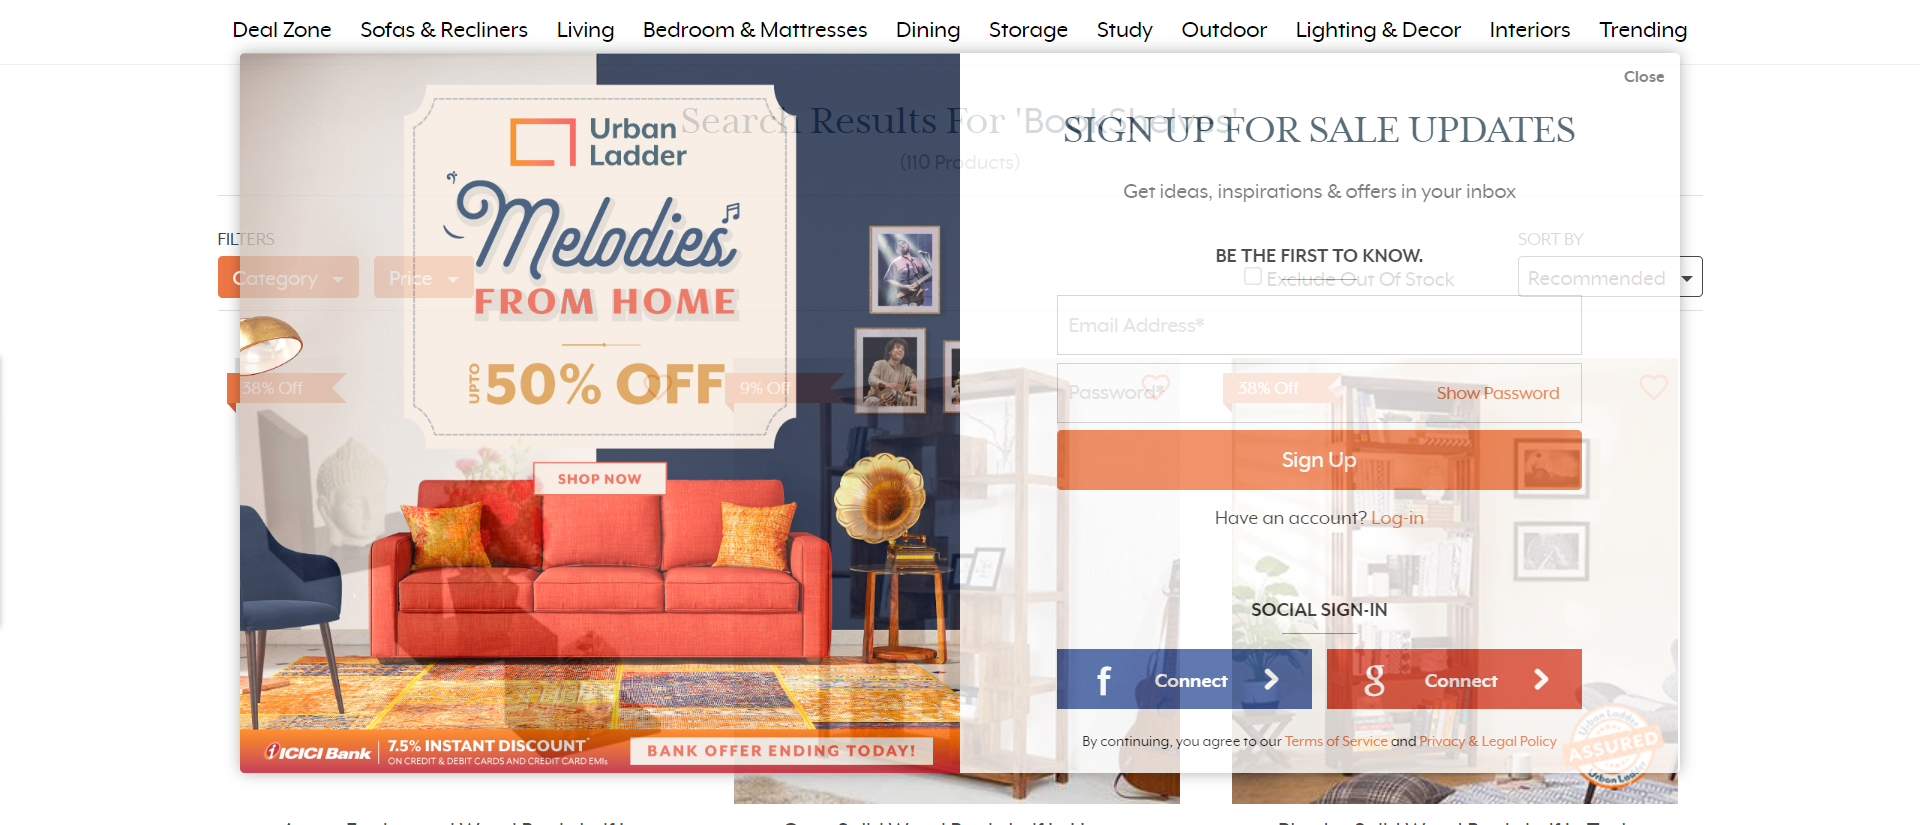 Deal Zone Sofas & Recliners Living Bedroom & Mattresses Dining Storage Study Outdoor Lighting & Decor Interiors Trending
Close
Search Results For 'Book Shelves'
(110 Products)
FILTERS
Category
Price
Exclude Out Of Stock
SORT BY
Recommended
Urban
Ladder
Melodies
FROM HOME
UPTO 50% OFF
SHOP NOW
ICICI Bank
7.5% INSTANT DISCOUNT*
ON CREDIT & DEBIT CARDS AND CREDIT CARD EMIs
BANK OFFER ENDING TODAY!
SIGN UP FOR SALE UPDATES
Get ideas, inspirations & offers in your inbox
BE THE FIRST TO KNOW.
Email Address*
Password*
Show Password
Sign Up
Have an account? Log-in
SOCIAL SIGN-IN
f Connect
g Connect
By continuing, you agree to our Terms of Service and Privacy & Legal Policy
38% Off
9% Off
38% Off
Urban Ladder
ASSURED
Urban Ladder